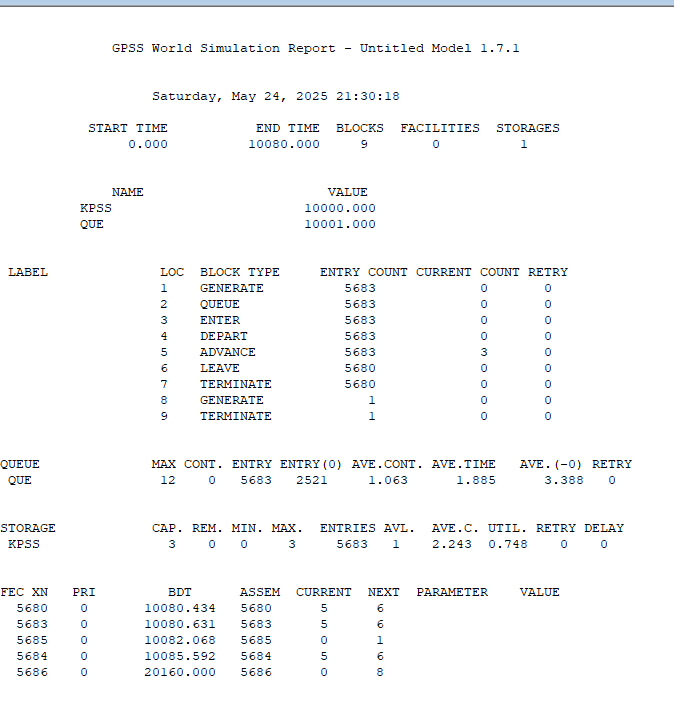 GPSS World Simulation Report - Untitled Model 1.7.1
Saturday, May 24, 2025 21:30:18
START TIME END TIME BLOCKS FACILITIES STORAGES
0.000 10080.000 9 0 1
NAME VALUE
KPSS 10000.000
QUE 10001.000
LABEL LOC BLOCK TYPE ENTRY COUNT CURRENT COUNT RETRY
1 GENERATE 5683 0 0
2 QUEUE 5683 0 0
3 ENTER 5683 0 0
4 DEPART 5683 0 0
5 ADVANCE 5683 3 0
6 LEAVE 5680 0 0
7 TERMINATE 5680 0 0
8 GENERATE 1 0 0
9 TERMINATE 1 0 0
QUEUE MAX CONT. ENTRY ENTRY(0) AVE.CONT. AVE.TIME AVE.(-0) RETRY
QUE 12 0 5683 2521 1.063 1.885 3.388 0
STORAGE CAP. REM. MIN. MAX. ENTRIES AVL. AVE.C. UTIL. RETRY DELAY
KPSS 3 0 0 3 5683 1 2.243 0.748 0 0
FEC XN PRI BDT ASSEM CURRENT NEXT PARAMETER VALUE
5680 0 10080.434 5680 5 6
5683 0 10080.631 5683 5 6
5685 0 10082.068 5685 0 1
5684 0 10085.592 5684 5 6
5686 0 20160.000 5686 0 8